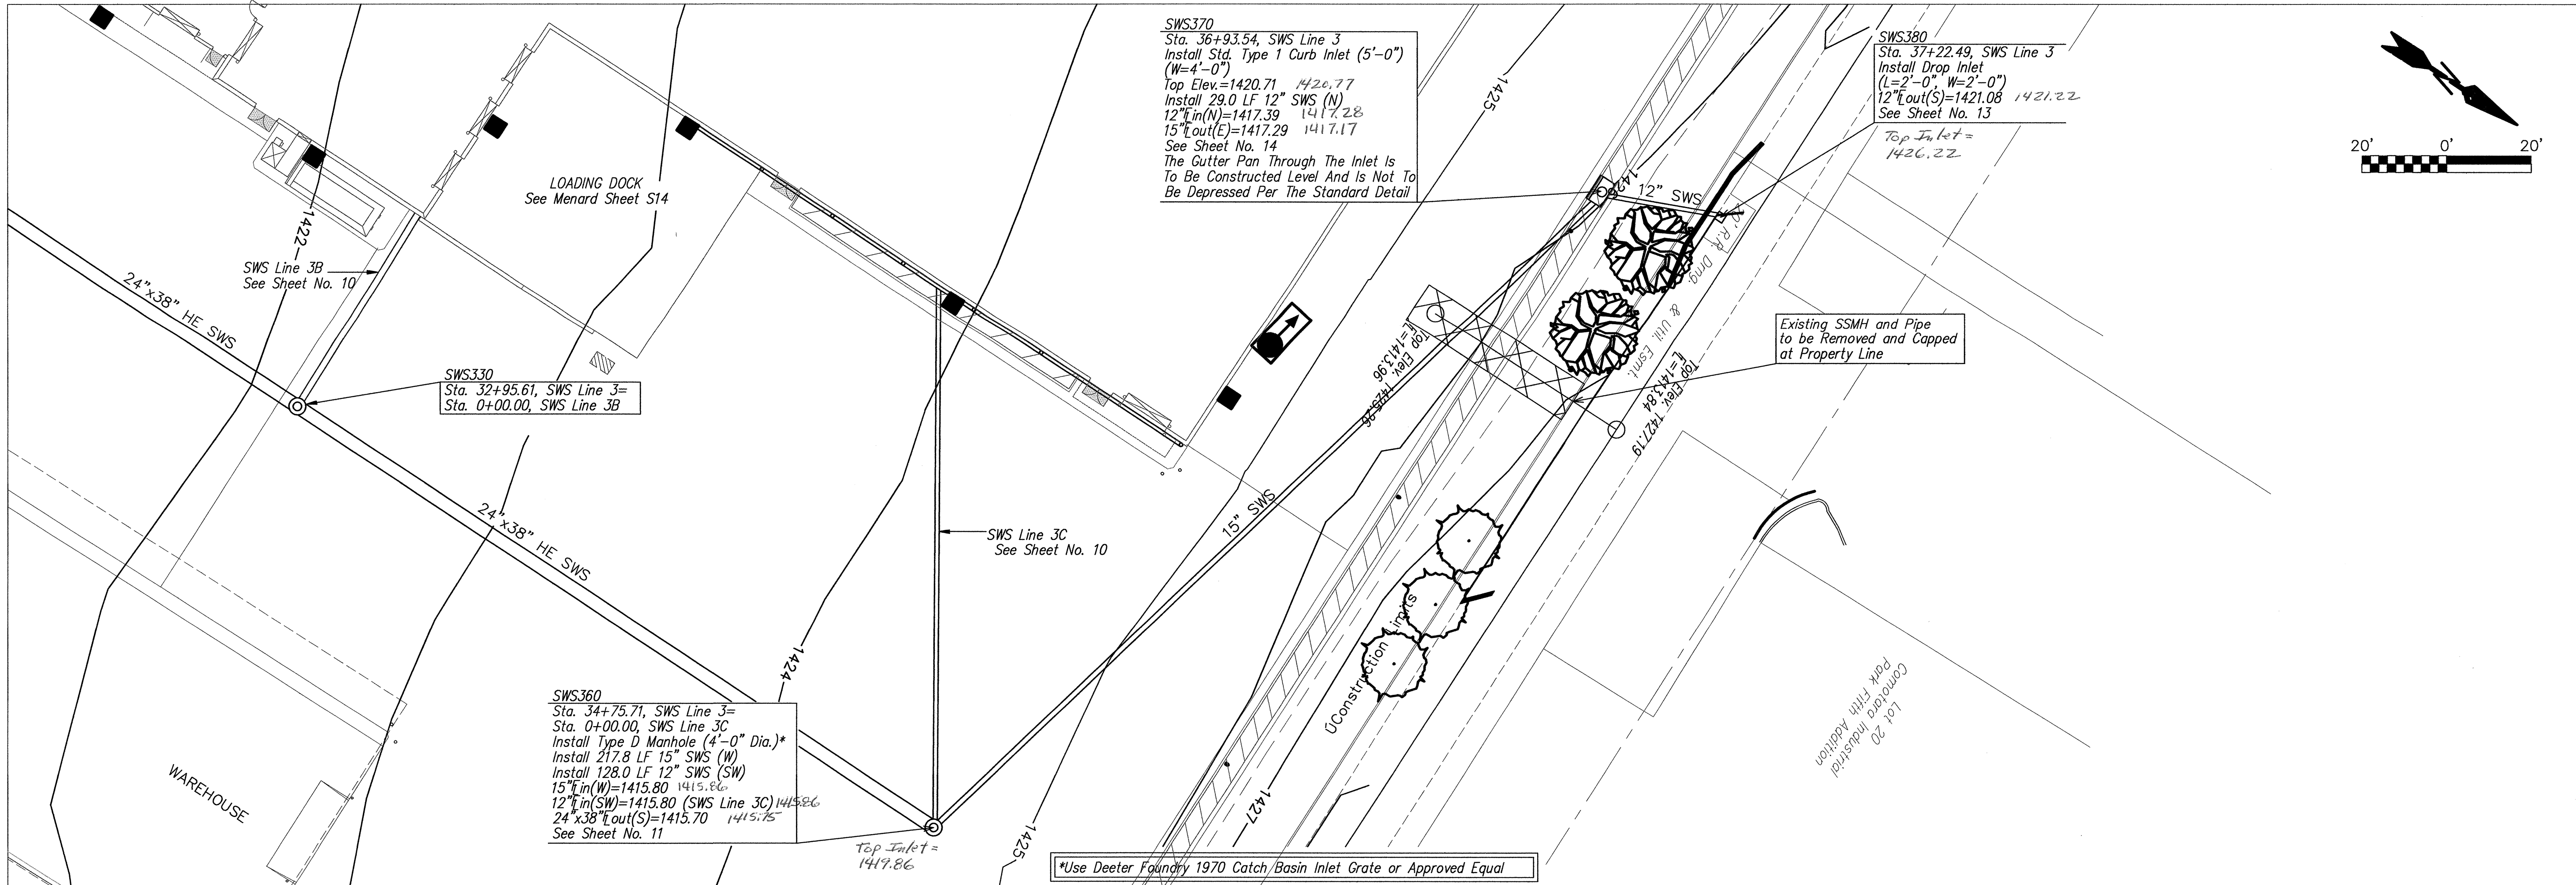 SWS370
Sta. 36+93.54, SWS Line 3
Install Std. Type 1 Curb Inlet (5'-0")
(W=4'-0")
Top Elev.=1420.71 1420.77
Install 29.0 LF 12" SWS (N)
12"℄in(N)=1417.39 1417.28
15"℄out(E)=1417.29 1417.17
See Sheet No. 14
The Gutter Pan Through The Inlet Is
To Be Constructed Level And Is Not To
Be Depressed Per The Standard Detail
SWS380
Sta. 37+22.49, SWS Line 3
Install Drop Inlet
(L=2'-0", W=2'-0")
12"℄out(S)=1421.08 1421.22
See Sheet No. 13
Top Inlet =
1426.22
N
20' 0' 20'
LOADING DOCK
See Menard Sheet S14
1422
1425
1426
12" SWS
20' R.R. Drng. & Util. Esmt.
SWS Line 3B
See Sheet No. 10
24"x38" HE SWS
SWS330
Sta. 32+95.61, SWS Line 3=
Sta. 0+00.00, SWS Line 3B
Top Elev. 1425.26
℄=1413.96
Top Elev. 1427.19
℄=1413.84
Existing SSMH and Pipe
to be Removed and Capped
at Property Line
24"x38" HE SWS
SWS Line 3C
See Sheet No. 10
15" SWS
ÚConstruction Limits
1424
1425
1427
Lot 20
Comotara Industrial
Park Fifth Addition
WAREHOUSE
SWS360
Sta. 34+75.71, SWS Line 3=
Sta. 0+00.00, SWS Line 3C
Install Type D Manhole (4'-0" Dia.)*
Install 217.8 LF 15" SWS (W)
Install 128.0 LF 12" SWS (SW)
15"℄in(W)=1415.80 1415.86
12"℄in(SW)=1415.80 (SWS Line 3C) 1415.86
24"x38"℄out(S)=1415.70 1415.75
See Sheet No. 11
Top Inlet =
1419.86
*Use Deeter Foundry 1970 Catch Basin Inlet Grate or Approved Equal